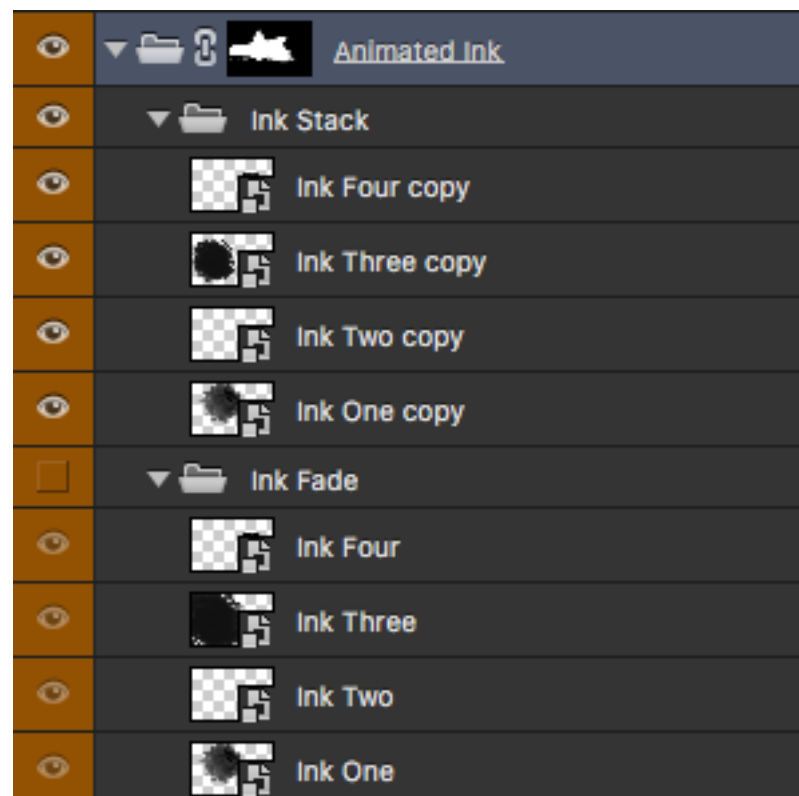 Animated Ink
Ink Stack
Ink Four copy
Ink Three copy
Ink Two copy
Ink One copy
Ink Fade
Ink Four
Ink Three
Ink Two
Ink One